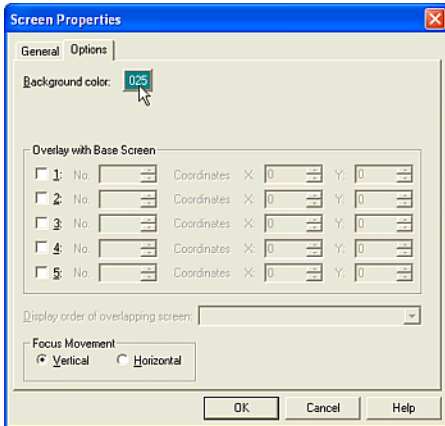 Screen Properties
General Options
Background color: 025
Overlay with Base Screen
1: No. Coordinates X: 0 Y: 0
2: No. Coordinates X: 0 Y: 0
3: No. Coordinates X: 0 Y: 0
4: No. Coordinates X: 0 Y: 0
5: No. Coordinates X: 0 Y: 0
Display order of overlapping screen:
Focus Movement
Vertical Horizontal
OK Cancel Help